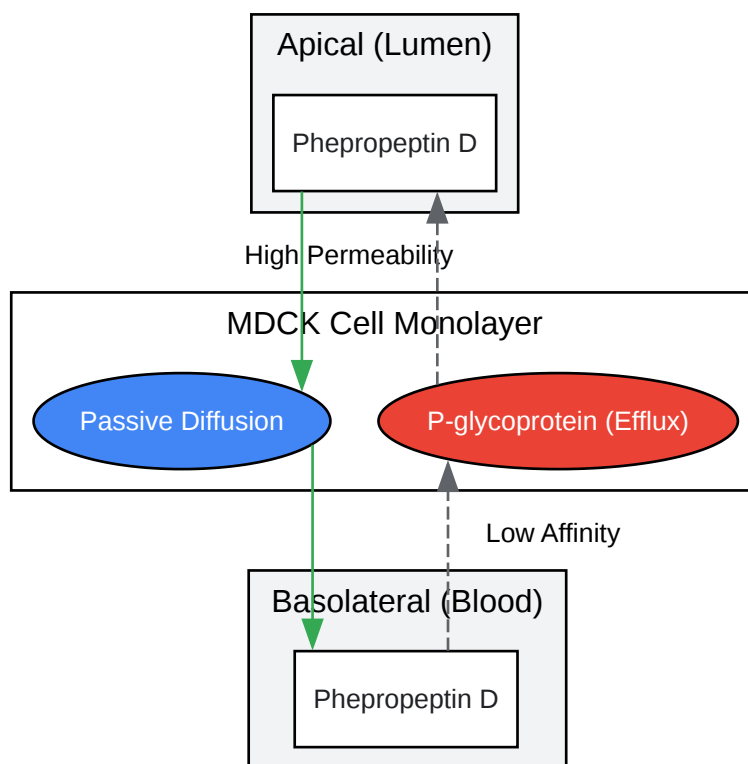 Apical (Lumen)
Phepropeptin D
High Permeability
MDCK Cell Monolayer
Passive Diffusion
P-glycoprotein (Efflux)
Low Affinity
Basolateral (Blood)
Phepropeptin D